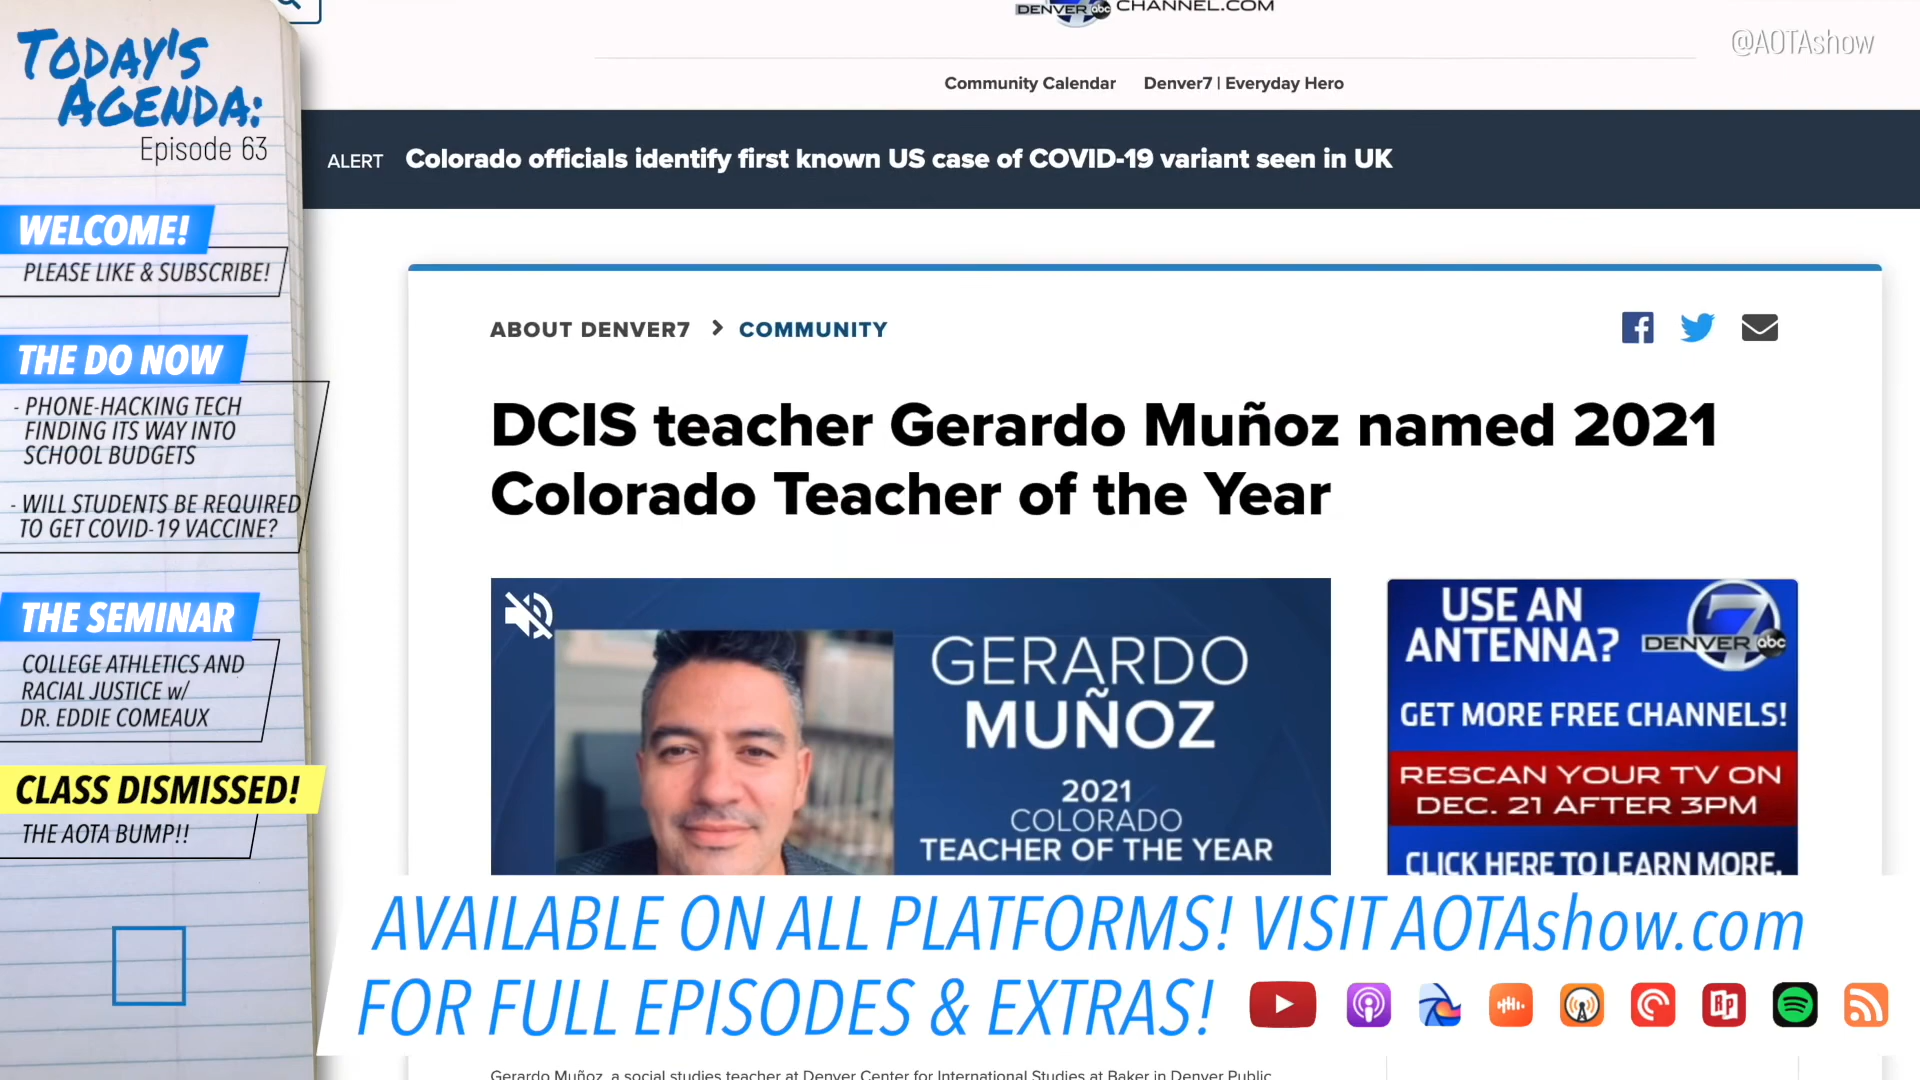 TODAY'S
AGENDA:
Episode 63
WELCOME!
PLEASE LIKE & SUBSCRIBE!
THE DO NOW
- PHONE-HACKING TECH
FINDING ITS WAY INTO
SCHOOL BUDGETS
- WILL STUDENTS BE REQUIRED
TO GET COVID-19 VACCINE?
THE SEMINAR
COLLEGE ATHLETICS AND
RACIAL JUSTICE w/
DR. EDDIE COMEAUX
CLASS DISMISSED!
THE AOTA BUMP!!
DENVER abc CHANNEL.COM
@AOTAshow
Community Calendar Denver7 | Everyday Hero
ALERT Colorado officials identify first known US case of COVID-19 variant seen in UK
ABOUT DENVER7 > COMMUNITY
DCIS teacher Gerardo Muñoz named 2021
Colorado Teacher of the Year
GERARDO
MUÑOZ
2021
COLORADO
TEACHER OF THE YEAR
USE AN
ANTENNA?
7
DENVER abc
GET MORE FREE CHANNELS!
RESCAN YOUR TV ON
DEC. 21 AFTER 3PM
CLICK HERE TO LEARN MORE.
AVAILABLE ON ALL PLATFORMS! VISIT AOTAshow.com
FOR FULL EPISODES & EXTRAS!
Gerardo Muñoz, a social studies teacher at Denver Center for International Studies at Baker in Denver Public